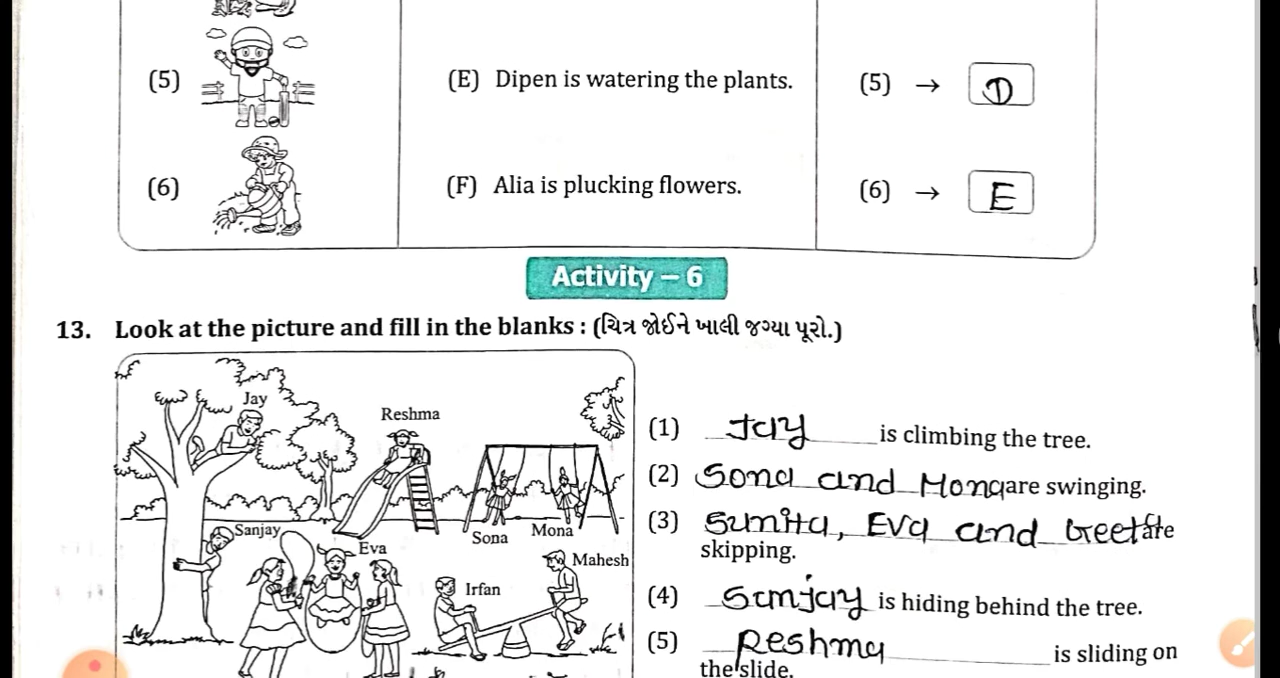 (5) (E) Dipen is watering the plants. (5) → D
(6) (F) Alia is plucking flowers. (6) → E
Activity – 6
13. Look at the picture and fill in the blanks : (ચિત્ર જોઈને ખાલી જગ્યા પૂરો.)
Jay
Reshma
Sanjay
Sona
Mona
Eva
Mahesh
Irfan
(1) Jay is climbing the tree.
(2) Sona and Mona are swinging.
(3) Sunita, Eva and Geeta are
skipping.
(4) Sanjay is hiding behind the tree.
(5) Reshma is sliding on
the slide.